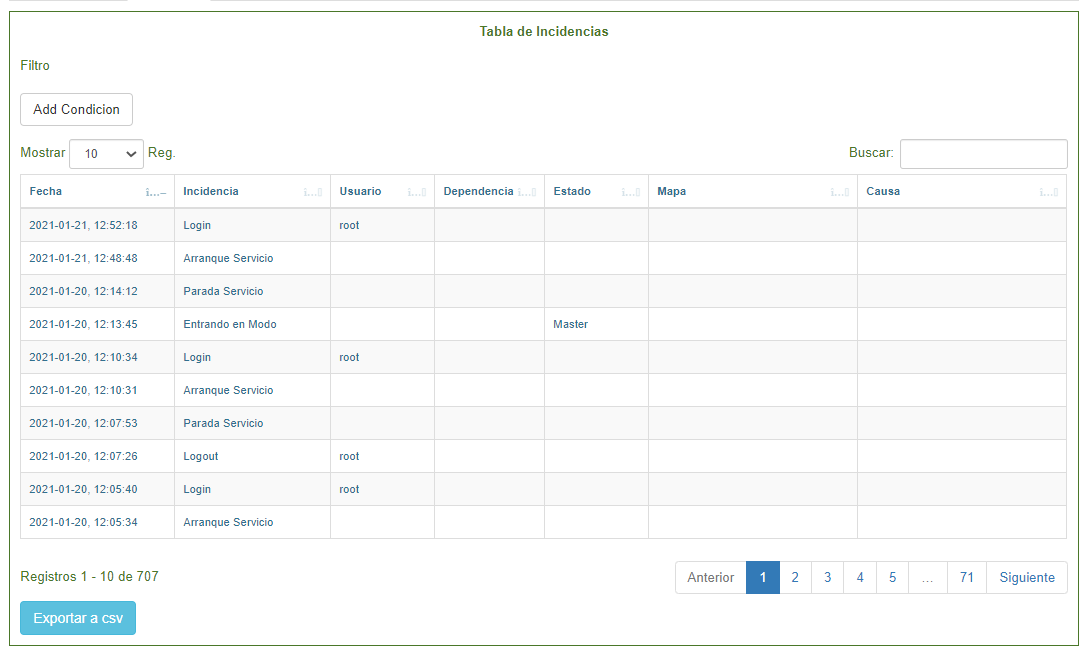 Tabla de Incidencias
Filtro
Add Condicion
Mostrar 10 Reg. Buscar:
Fecha Incidencia Usuario Dependencia Estado Mapa Causa
2021-01-21, 12:52:18 Login root
2021-01-21, 12:48:48 Arranque Servicio
2021-01-20, 12:14:12 Parada Servicio
2021-01-20, 12:13:45 Entrando en Modo Master
2021-01-20, 12:10:34 Login root
2021-01-20, 12:10:31 Arranque Servicio
2021-01-20, 12:07:53 Parada Servicio
2021-01-20, 12:07:26 Logout root
2021-01-20, 12:05:40 Login root
2021-01-20, 12:05:34 Arranque Servicio
Registros 1 - 10 de 707 Anterior 1 2 3 4 5 ... 71 Siguiente
Exportar a csv